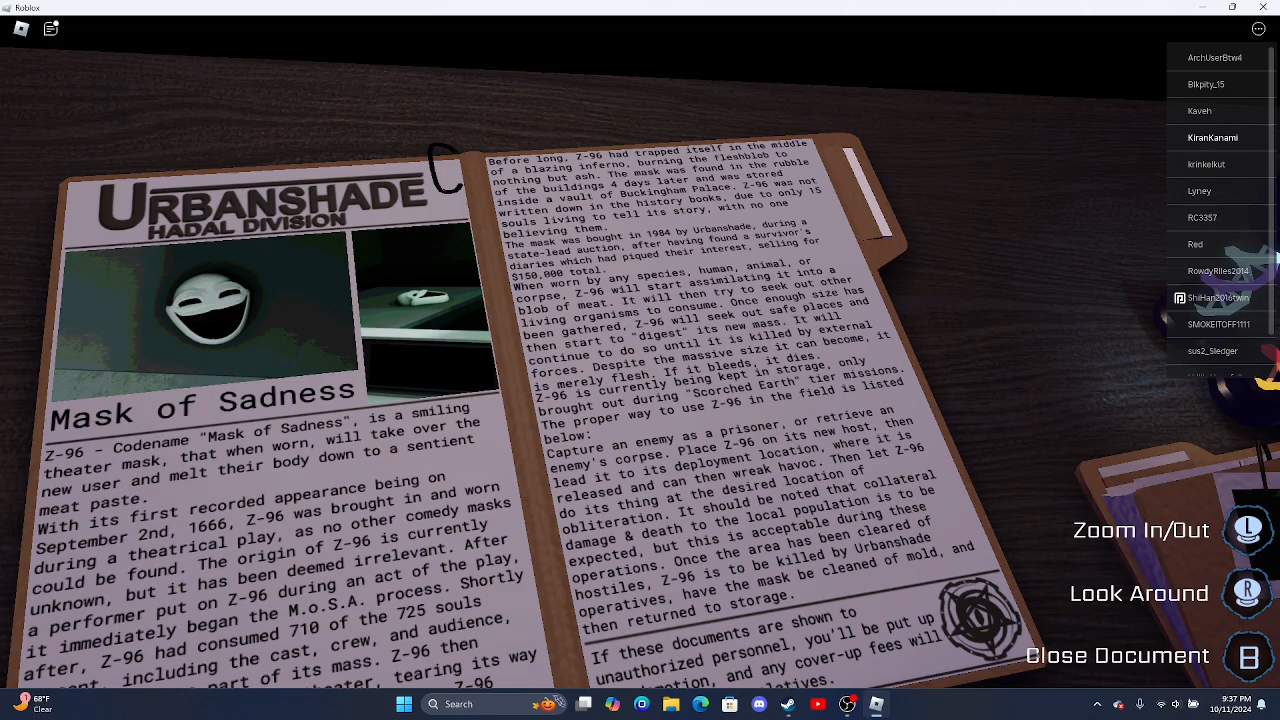 Roblox
ArchUserBtw4
Blkpity_15
Kaveh
KiranKanami
krinkelkut
Lyney
RC3357
Red
RowdyRiles2014
ShiHan2016twin
SMOKEITOFF1111
sus2_Sledger
URBANSHADE
HADAL DIVISION
Mask of Sadness
Z-96 - Codename "Mask of Sadness", is a smiling
theater mask, that when worn, will take over the
new user and melt their body down to a sentient
meat paste.
With its first recorded appearance being on
September 2nd, 1666, Z-96 was brought in and worn
during a theatrical play, as no other comedy masks
could be found. The origin of Z-96 is currently
unknown, but it has been deemed irrelevant. After
a performer put on Z-96 during an act of the play,
it immediately began the M.o.S.A. process. Shortly
after, Z-96 had consumed 710 of the 725 souls
including the cast, crew, and audience,
part of its mass. Z-96 then
tearing its way
Z-96
Before long, Z-96 had trapped itself in the middle
of a blazing inferno, burning the fleshblob to
nothing but ash. The mask was found in the rubble
of the buildings 4 days later and was stored
inside a vault of Buckingham Palace. Z-96 was not
written down in the history books, due to only 15
souls living to tell its story, with no one
believing them.
The mask was bought in 1984 by Urbanshade, during a
state-lead auction, after having found a survivor's
diaries which had piqued their interest, selling for
$150,000 total.
When worn by any species, human, animal, or
corpse, Z-96 will start assimilating it into a
blob of meat. It will then try to seek out other
living organisms to consume. Once enough size has
been gathered, Z-96 will seek out safe places and
then start to "digest" its new mass. It will
continue to do so until it is killed by external
forces. Despite the massive size it can become, it
is merely flesh. If it bleeds, it dies.
Z-96 is currently being kept in storage, only
brought out during "Scorched Earth" tier missions.
The proper way to use Z-96 in the field is listed
below:
Capture an enemy as a prisoner, or retrieve an
enemy's corpse. Place Z-96 on its new host, then
lead it to its deployment location, where it is
released and can then wreak havoc. Then let Z-96
do its thing at the desired location of
obliteration. It should be noted that collateral
damage & death to the local population is to be
expected, but this is acceptable during these
operations. Once the area has been cleared of
hostiles, Z-96 is to be killed by Urbanshade
operatives, have the mask be cleaned of mold, and
then returned to storage.
If these documents are shown to
unauthorized personnel, you'll be put up
and any cover-up fees will
Zoom In/Out
L
Look Around
R
Close Document
B
68°F
Clear
Search
9:37 PM
10/11/2024